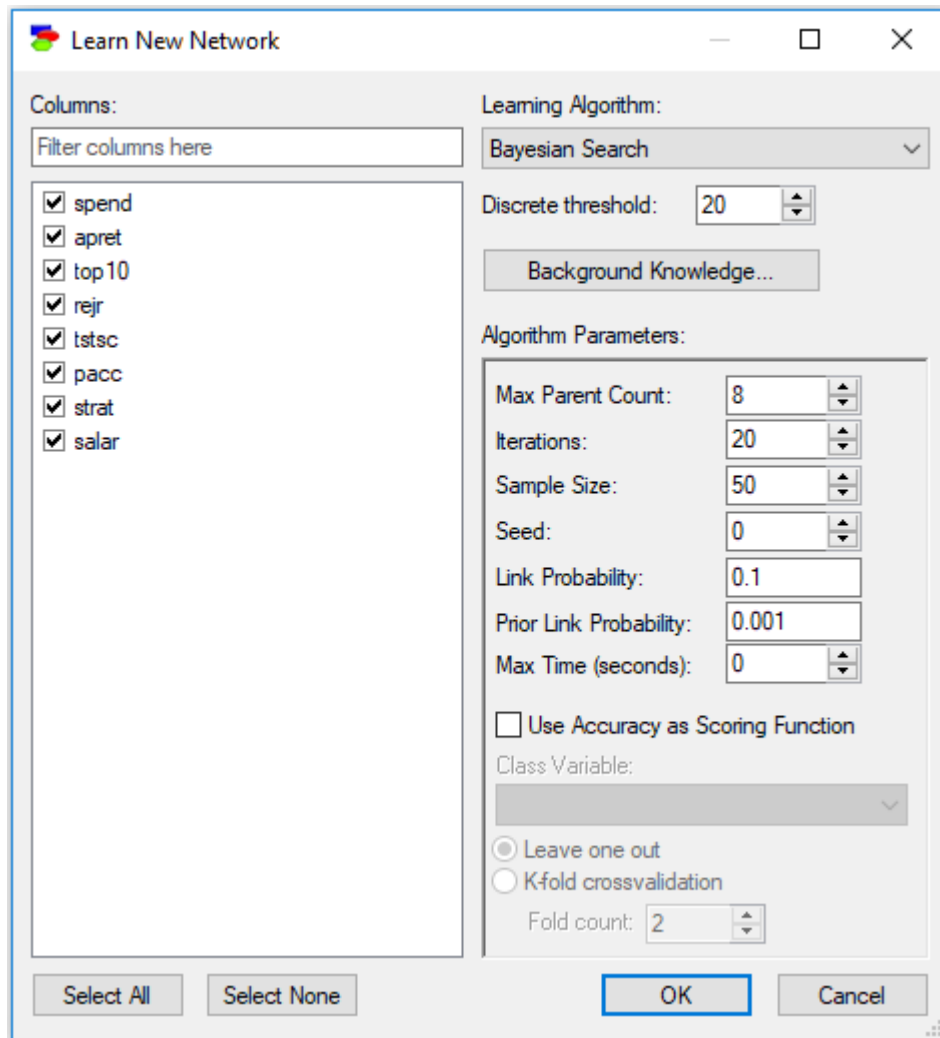 Learn New Network
Columns:
Filter columns here
spend
apret
top10
rejr
tstsc
pacc
strat
salar
Select All
Select None
Learning Algorithm:
Bayesian Search
Discrete threshold: 20
Background Knowledge...
Algorithm Parameters:
Max Parent Count: 8
Iterations: 20
Sample Size: 50
Seed: 0
Link Probability: 0.1
Prior Link Probability: 0.001
Max Time (seconds): 0
Use Accuracy as Scoring Function
Class Variable:
Leave one out
K-fold crossvalidation
Fold count: 2
OK
Cancel